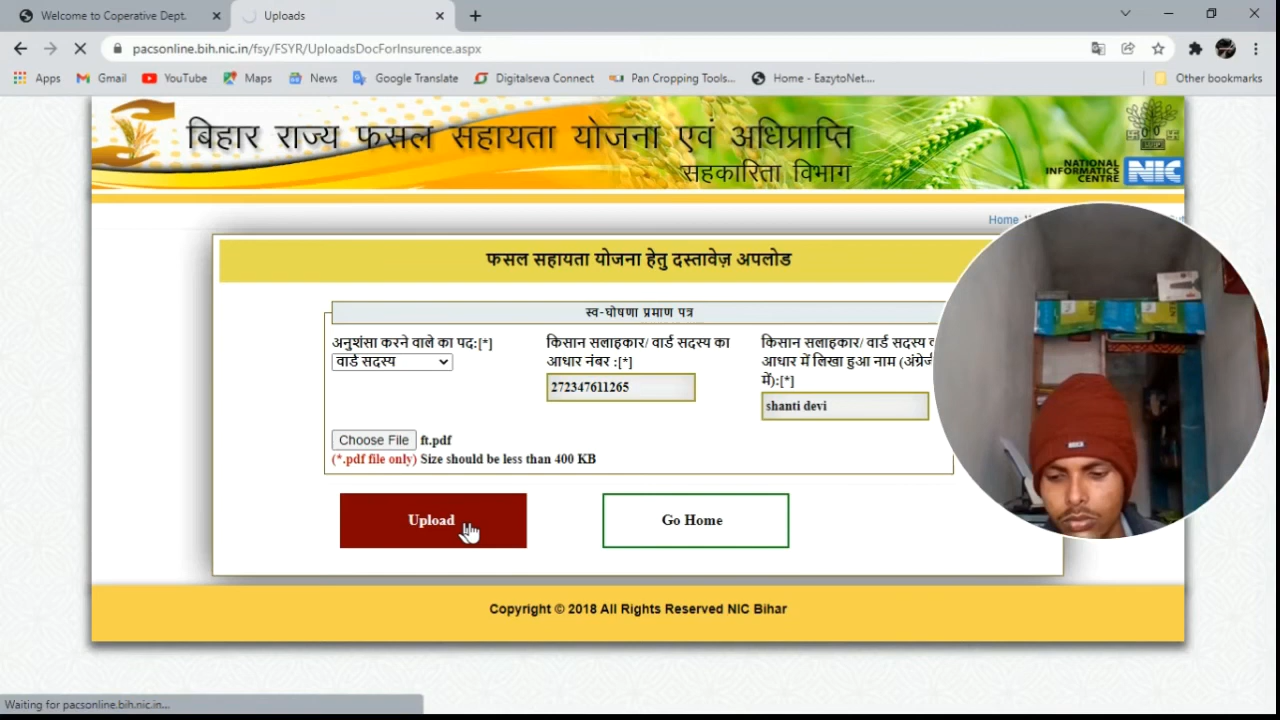 Welcome to Coperative Dept.
Uploads
pacsonline.bih.nic.in/fsy/FSYR/UploadsDocForInsurence.aspx
Apps
Gmail
YouTube
Maps
News
Google Translate
Digitalseva Connect
Pan Cropping Tools...
Home - EazytoNet....
Other bookmarks
बिहार राज्य फसल सहायता योजना एवं अधिप्राप्ति
सहकारिता विभाग
NATIONAL
INFORMATICS
CENTRE
NIC
Home
फसल सहायता योजना हेतु दस्तावेज़ अपलोड
स्व-घोषणा प्रमाण पत्र
अनुशंसा करने वाले का पद:[*]
वार्ड सदस्य
किसान सलाहकार/ वार्ड सदस्य का
आधार नंबर :[*]
272347611265
किसान सलाहकार/ वार्ड सदस्य
आधार में लिखा हुआ नाम (अंग्रेजी
में):[*]
shanti devi
Choose File ft.pdf
(*.pdf file only) Size should be less than 400 KB
Upload
Go Home
Copyright © 2018 All Rights Reserved NIC Bihar
Waiting for pacsonline.bih.nic.in...